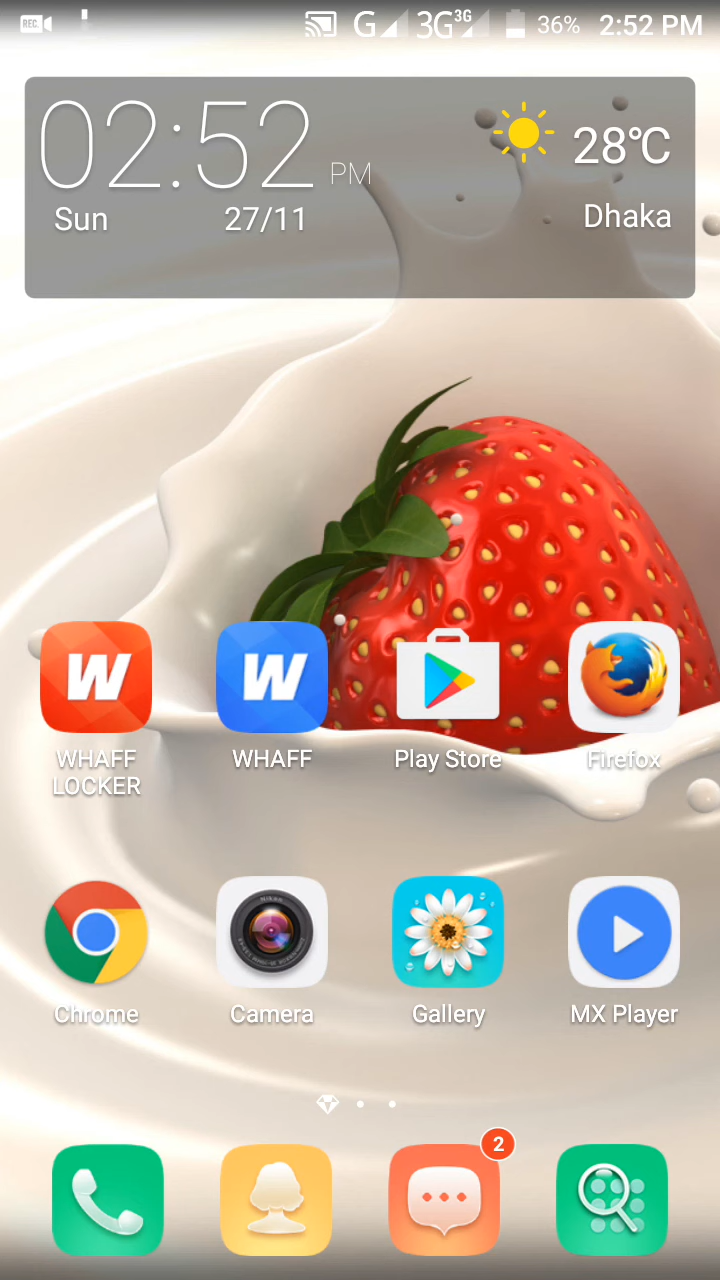 REC. G 3G 3G 36% 2:52 PM
02:52 PM
28℃
Sun 27/11
Dhaka
W W
WHAFF LOCKER
WHAFF
Play Store
Firefox
Nikon
Chrome
Camera
Gallery
MX Player
2